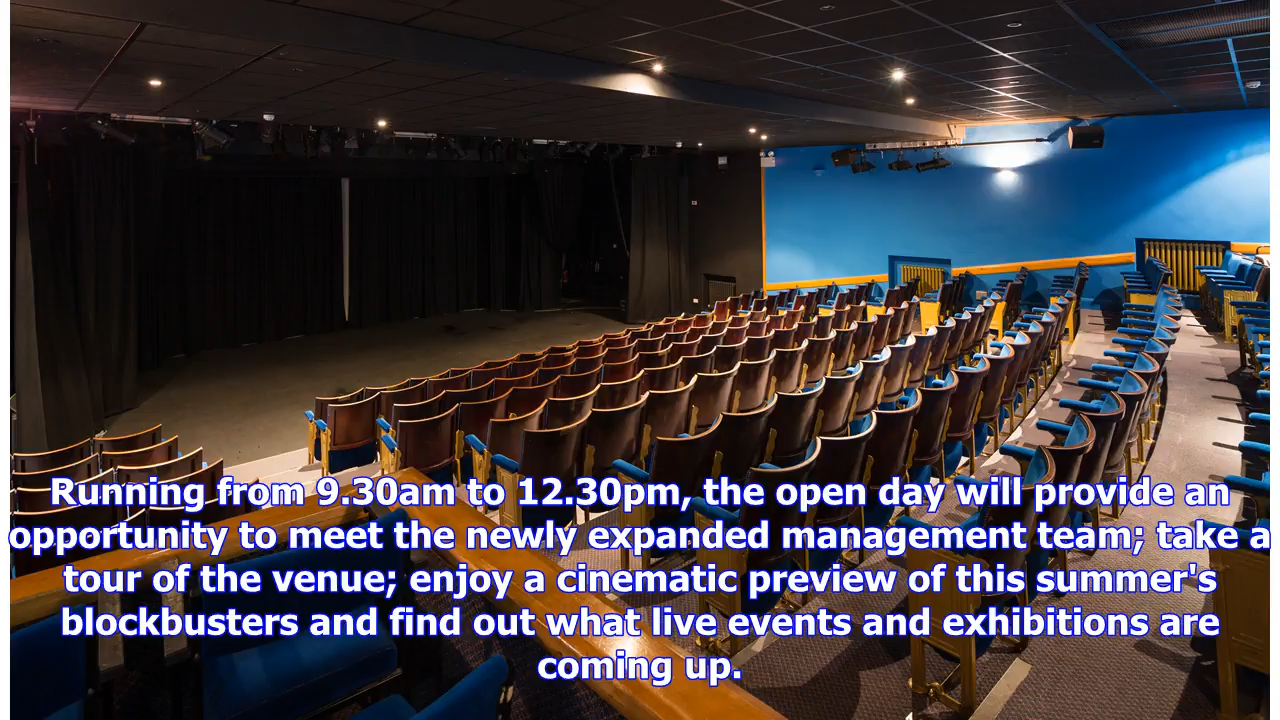 Running from 9.30am to 12.30pm, the open day will provide an
opportunity to meet the newly expanded management team; take a
tour of the venue; enjoy a cinematic preview of this summer's
blockbusters and find out what live events and exhibitions are
coming up.